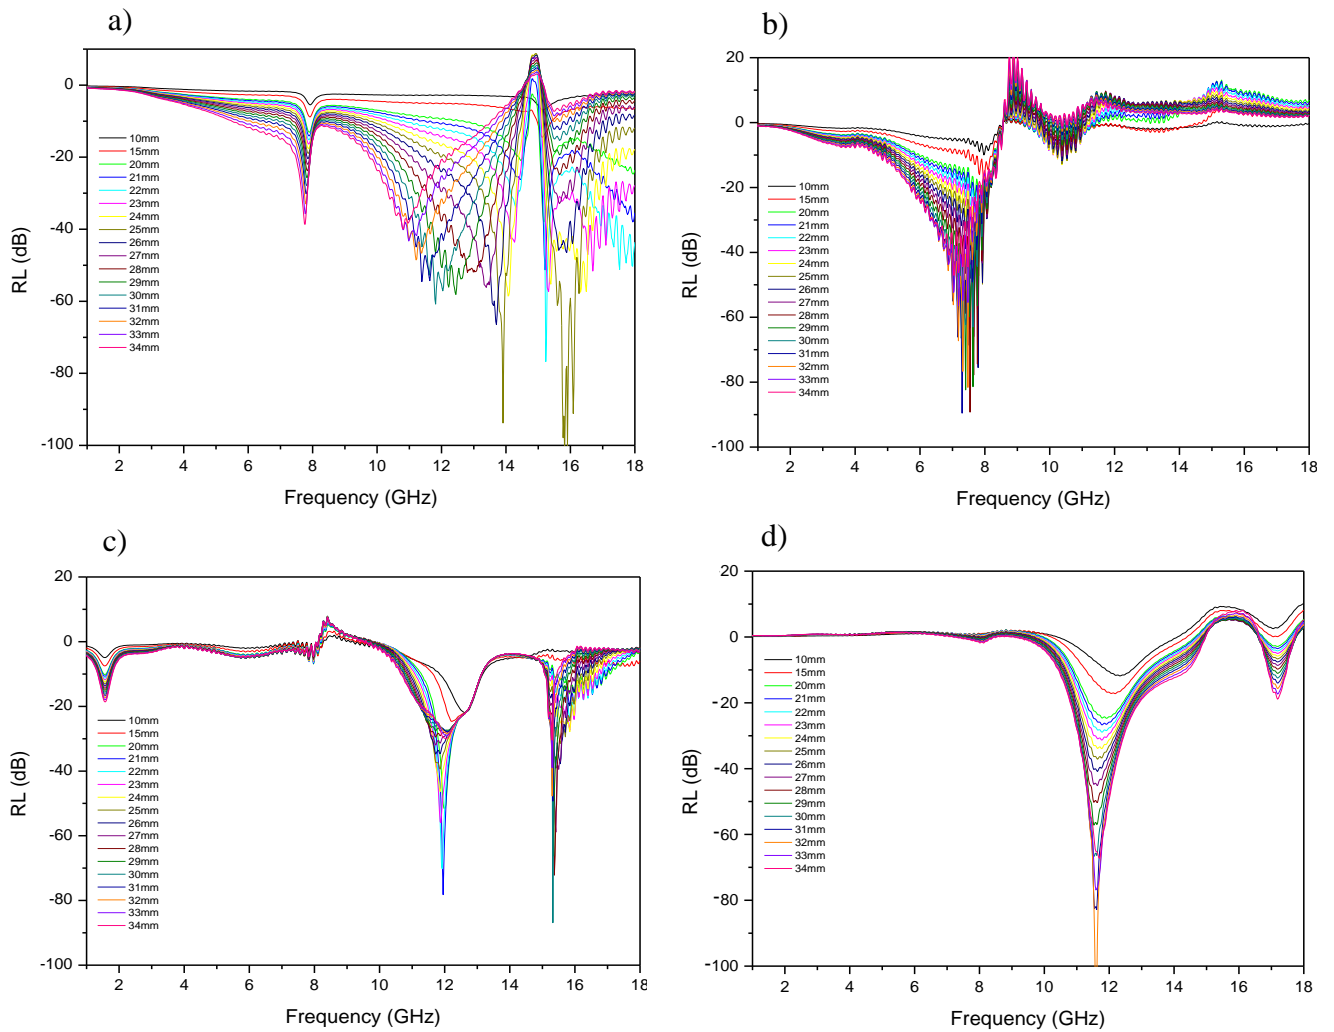 a)
20
0
-20
-40
-60
-80
-100
RL (dB)
10mm
15mm
20mm
21mm
22mm
23mm
24mm
25mm
26mm
27mm
28mm
29mm
30mm
31mm
32mm
33mm
34mm
2 4 6 8 10 12 14 16 18
Frequency (GHz)
b)
20
0
-20
-40
-60
-80
-100
RL (dB)
10mm
15mm
20mm
21mm
22mm
23mm
24mm
25mm
26mm
27mm
28mm
29mm
30mm
31mm
32mm
33mm
34mm
2 4 6 8 10 12 14 16 18
Frequency (GHz)
c)
20
0
-20
-40
-60
-80
-100
RL (dB)
10mm
15mm
20mm
21mm
22mm
23mm
24mm
25mm
26mm
27mm
28mm
29mm
30mm
31mm
32mm
33mm
34mm
2 4 6 8 10 12 14 16 18
Frequency (GHz)
d)
20
0
-20
-40
-60
-80
-100
RL (dB)
10mm
15mm
20mm
21mm
22mm
23mm
24mm
25mm
26mm
27mm
28mm
29mm
30mm
31mm
32mm
33mm
34mm
2 4 6 8 10 12 14 16 18
Frequency (GHz)